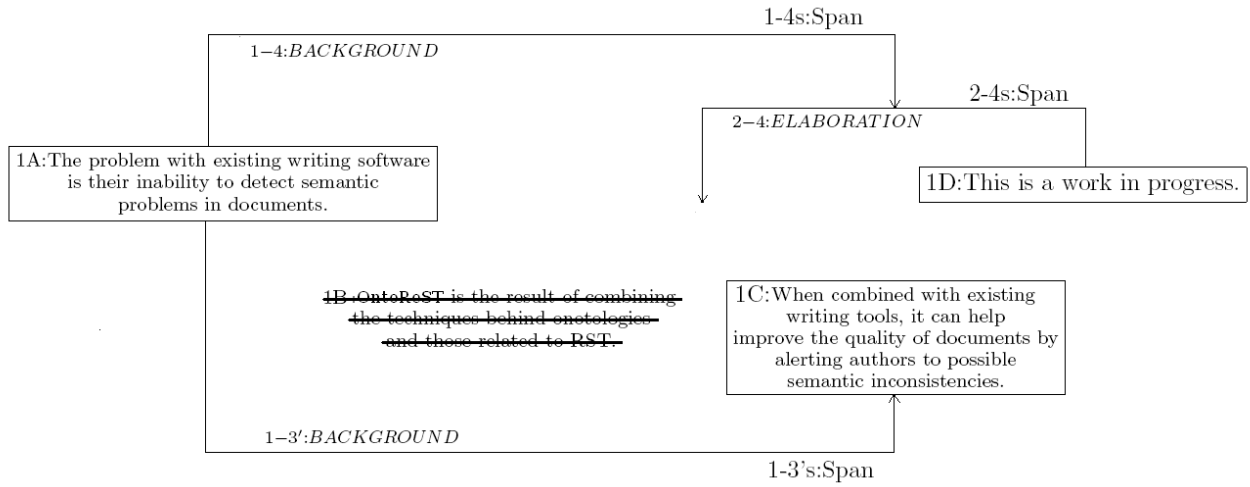 1-4s:Span
1−4:BACKGROUND
2-4s:Span
2−4:ELABORATION
1A:The problem with existing writing software
is their inability to detect semantic
problems in documents.
1D:This is a work in progress.
1B:OntoReST is the result of combining
the techniques behind onotologies
and those related to RST.
1C:When combined with existing
writing tools, it can help
improve the quality of documents by
alerting authors to possible
semantic inconsistencies.
1−3′:BACKGROUND
1-3's:Span